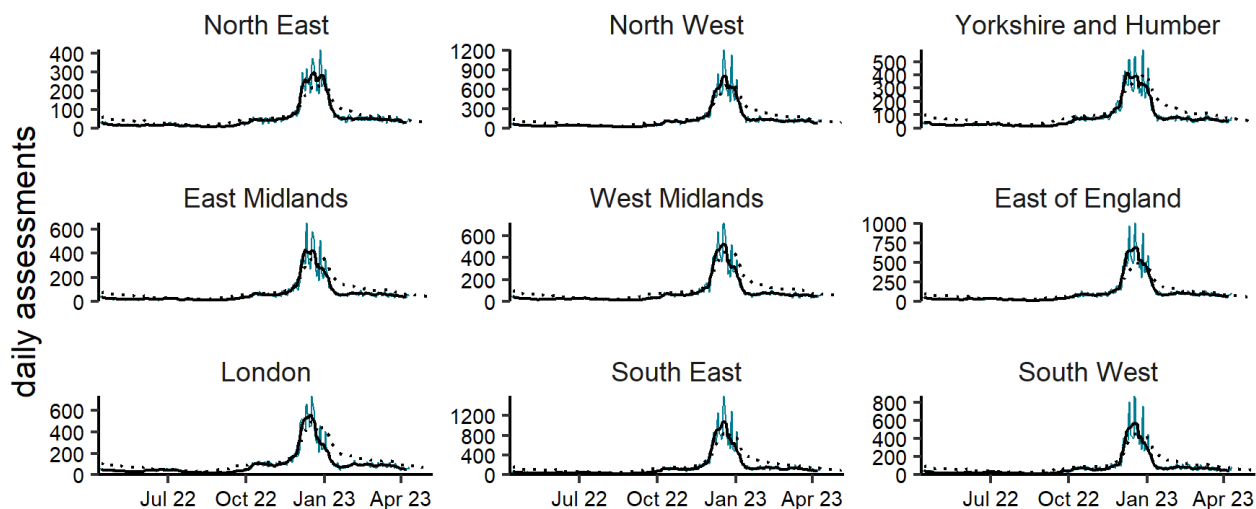 North East North West Yorkshire and Humber
400 1200 500
300 900 400
200 600 300
100 300 200
0 0 100
0
daily assessments
East Midlands West Midlands East of England
600 600 1000
400 400 750
200 200 500
0 0 250
0
London South East South West
600 1200 800
400 800 600
200 400 400
0 0 200
0
Jul 22 Oct 22 Jan 23 Apr 23 Jul 22 Oct 22 Jan 23 Apr 23 Jul 22 Oct 22 Jan 23 Apr 23